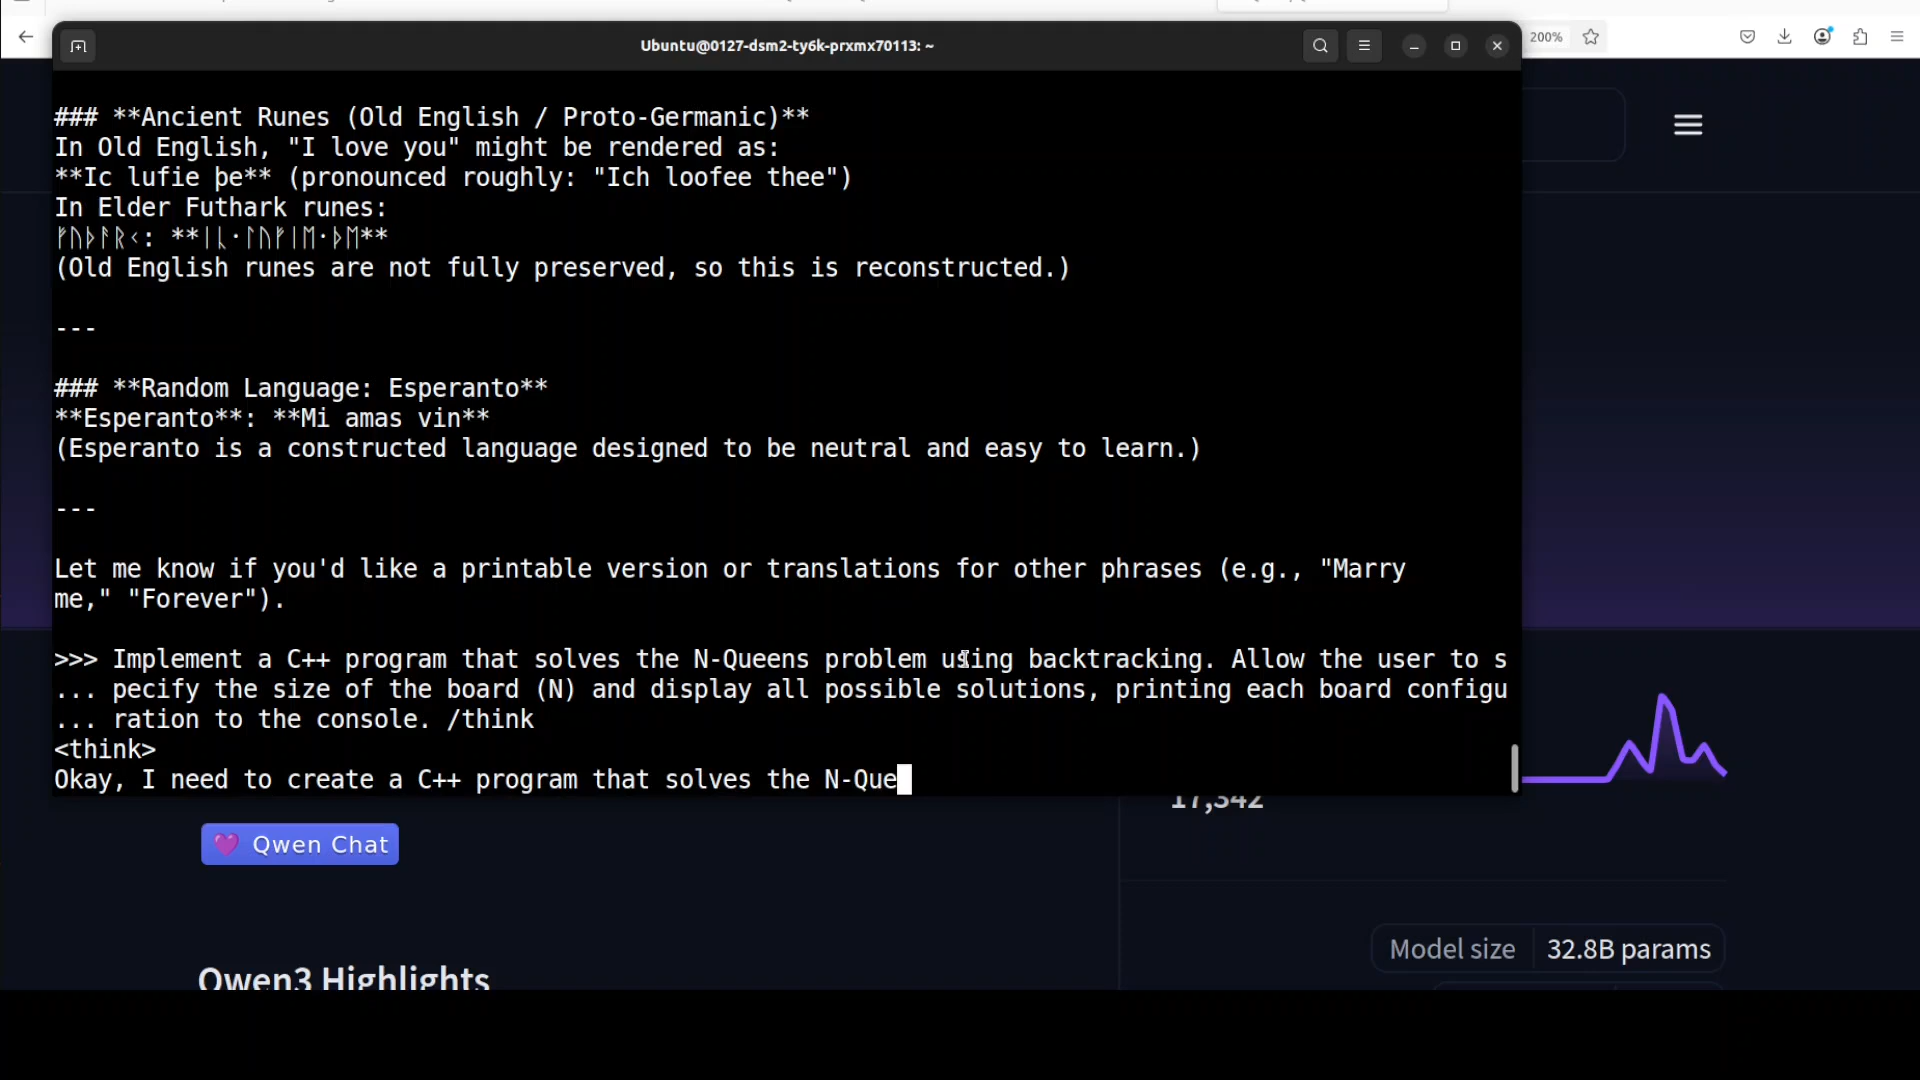 Ubuntu@0127-dsm2-ty6k-prxmx70113: ~
200%
### **Ancient Runes (Old English / Proto-Germanic)**
In Old English, "I love you" might be rendered as:
**Ic lufie þe** (pronounced roughly: "Ich loofee thee")
In Elder Futhark runes:
ᚠᚢᚦᚨᚱᚲ: **ᛁᚳ·ᛚᚢᚠᛁᛖ·ᚦᛖ**
(Old English runes are not fully preserved, so this is reconstructed.)
---
### **Random Language: Esperanto**
**Esperanto**: **Mi amas vin**
(Esperanto is a constructed language designed to be neutral and easy to learn.)
---
Let me know if you'd like a printable version or translations for other phrases (e.g., "Marry
me," "Forever").
>>> Implement a C++ program that solves the N-Queens problem using backtracking. Allow the user to s
... pecify the size of the board (N) and display all possible solutions, printing each board configu
... ration to the console. /think
<think>
Okay, I need to create a C++ program that solves the N-Que
17,342
Qwen Chat
Model size 32.8B params
Qwen3 Highlights